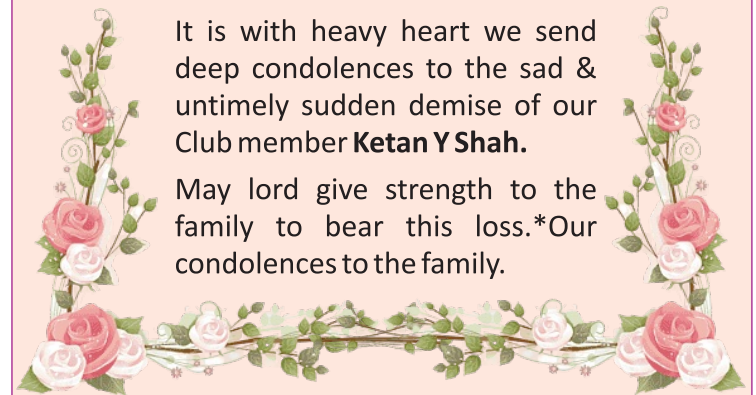 It is with heavy heart we send
deep condolences to the sad &
untimely sudden demise of our
Club member Ketan Y Shah.
May lord give strength to the
family to bear this loss.*Our
condolences to the family.